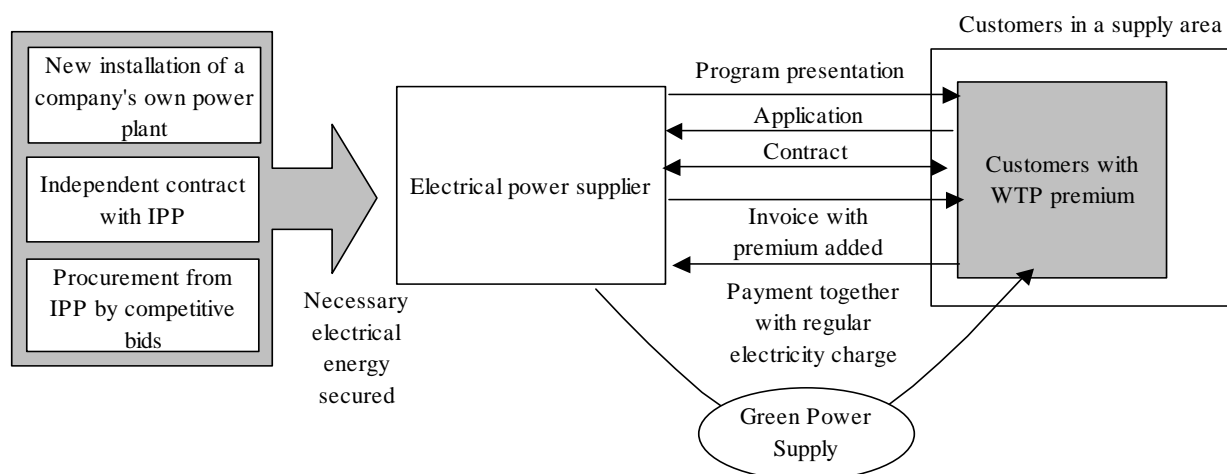 Customers in a supply area
New installation of a
company's own power
plant
Independent contract
with IPP
Procurement from
IPP by competitive
bids
Necessary
electrical
energy
secured
Electrical power supplier
Program presentation
Application
Contract
Invoice with
premium added
Payment together
with regular
electricity charge
Customers with
WTP premium
Green Power
Supply